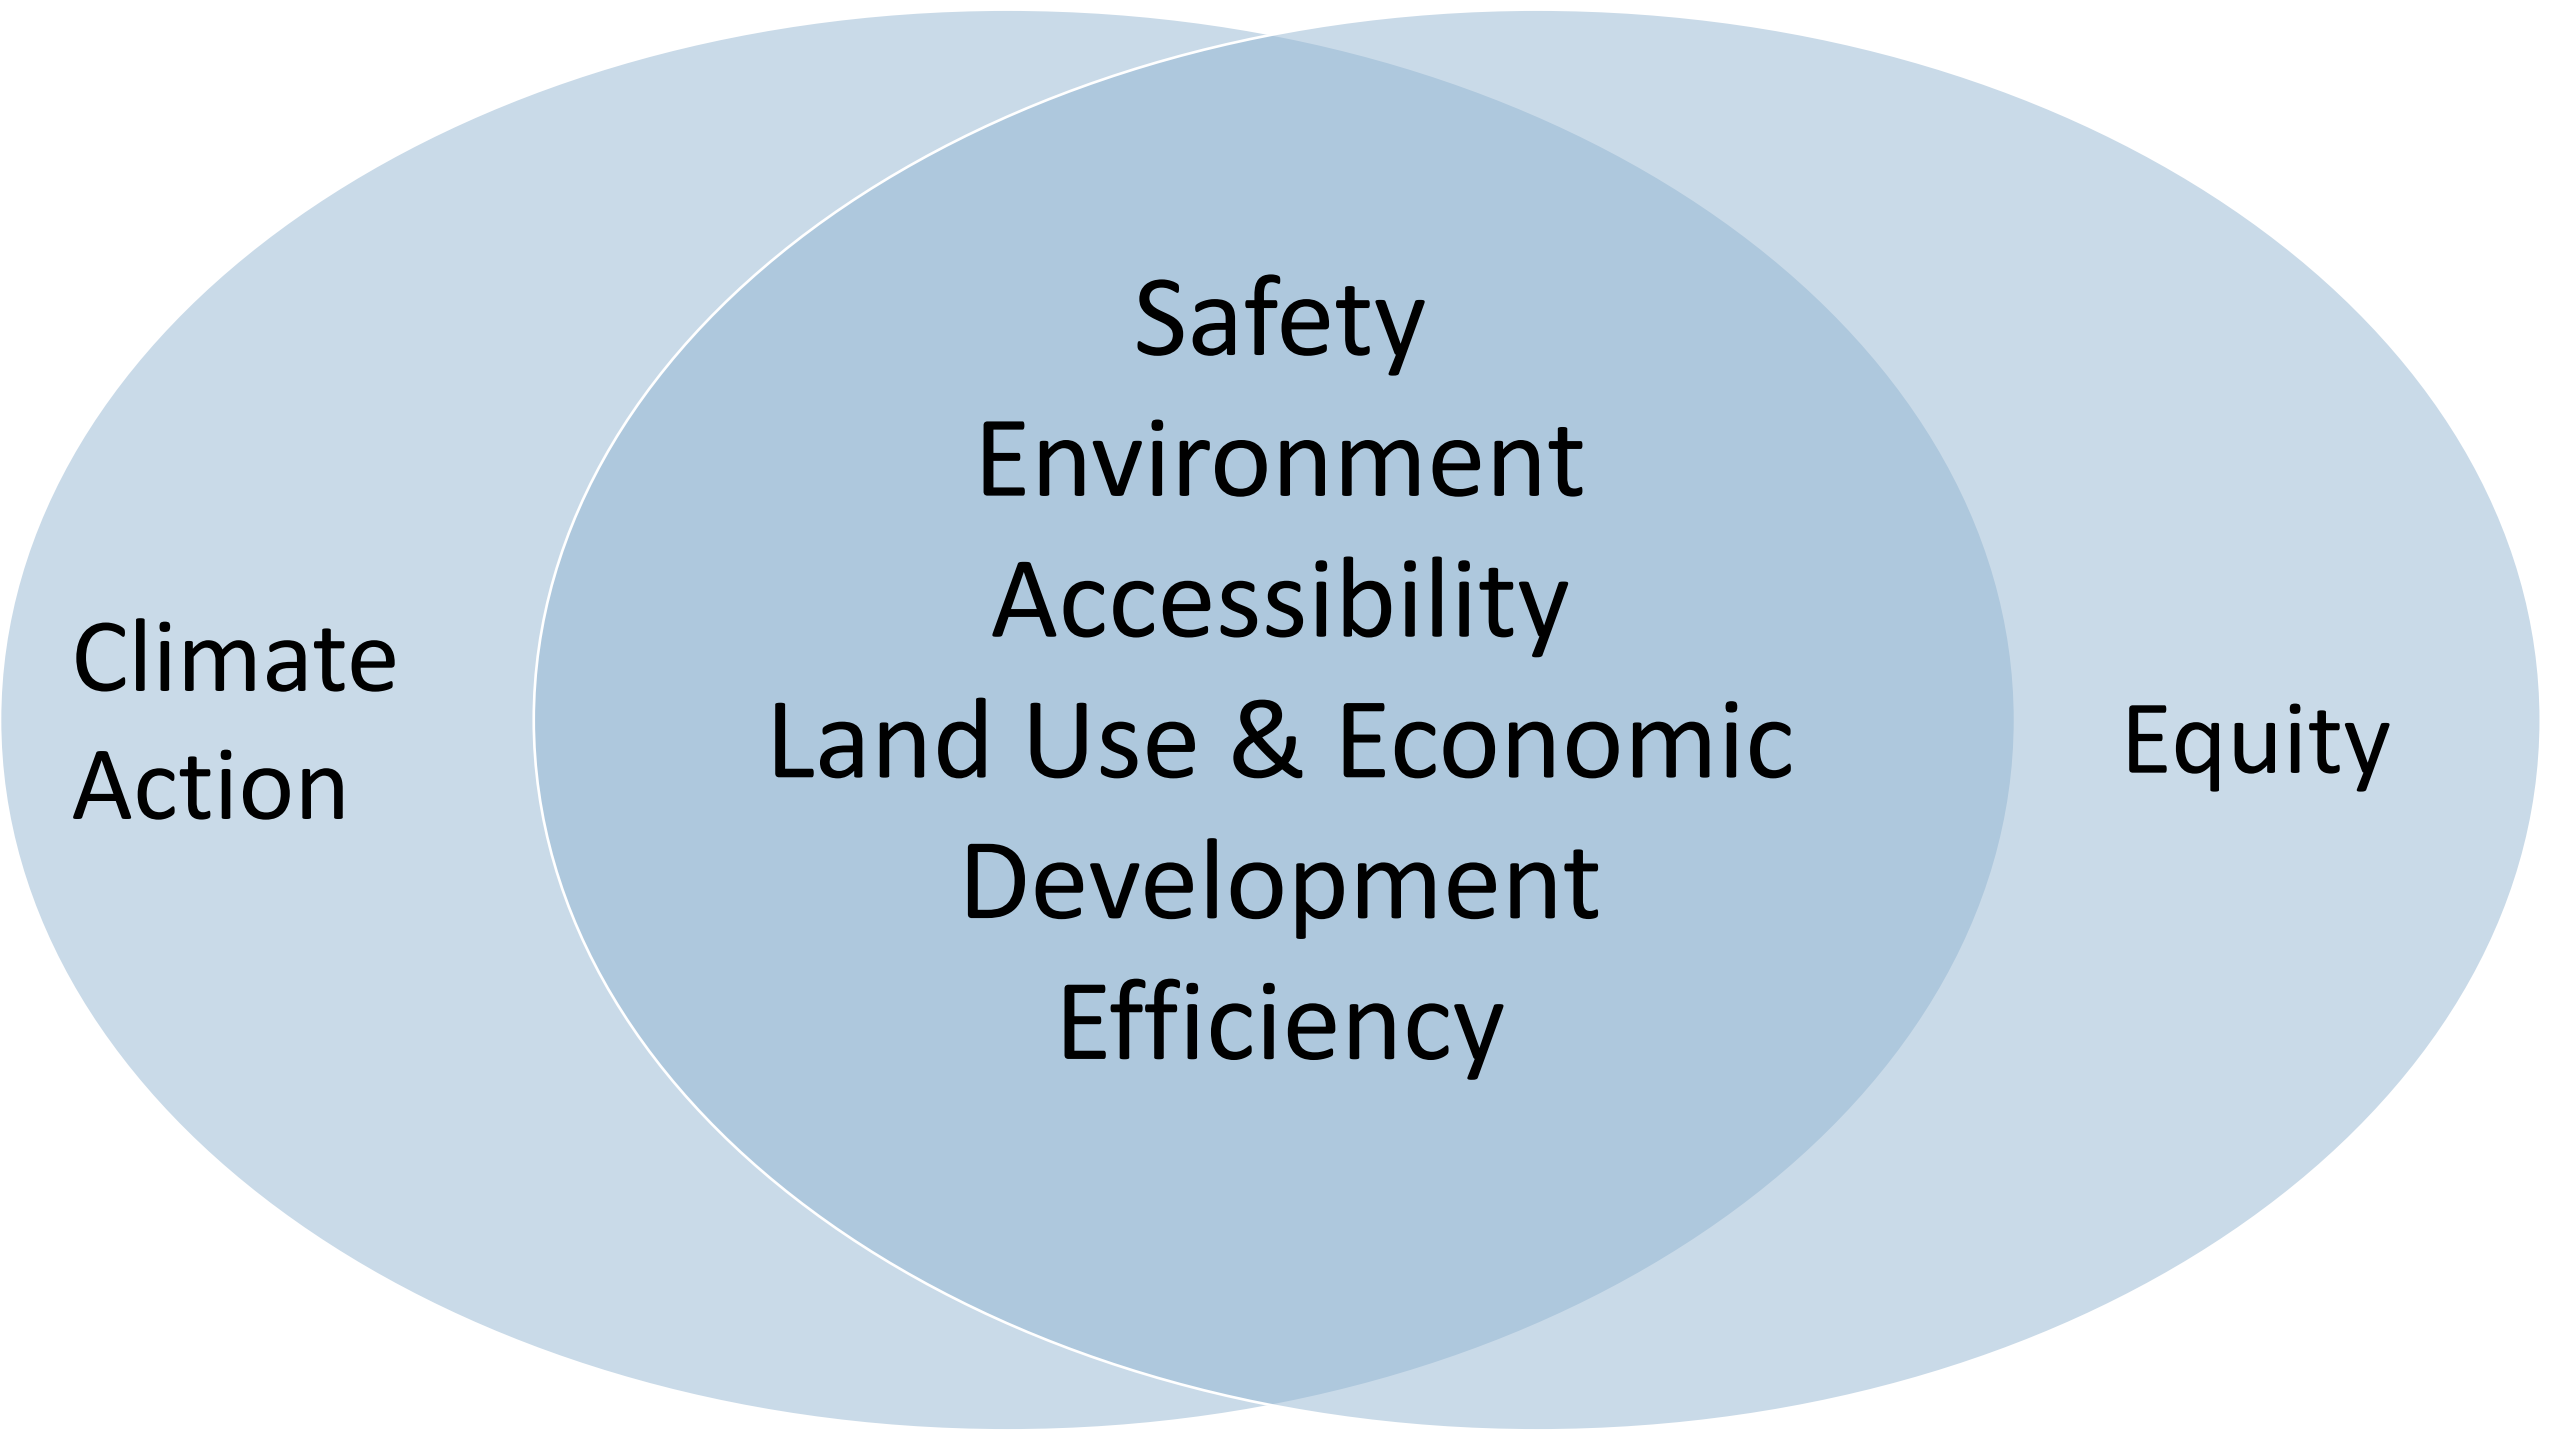 Climate
Action
Safety
Environment
Accessibility
Land Use & Economic
Development
Efficiency
Equity